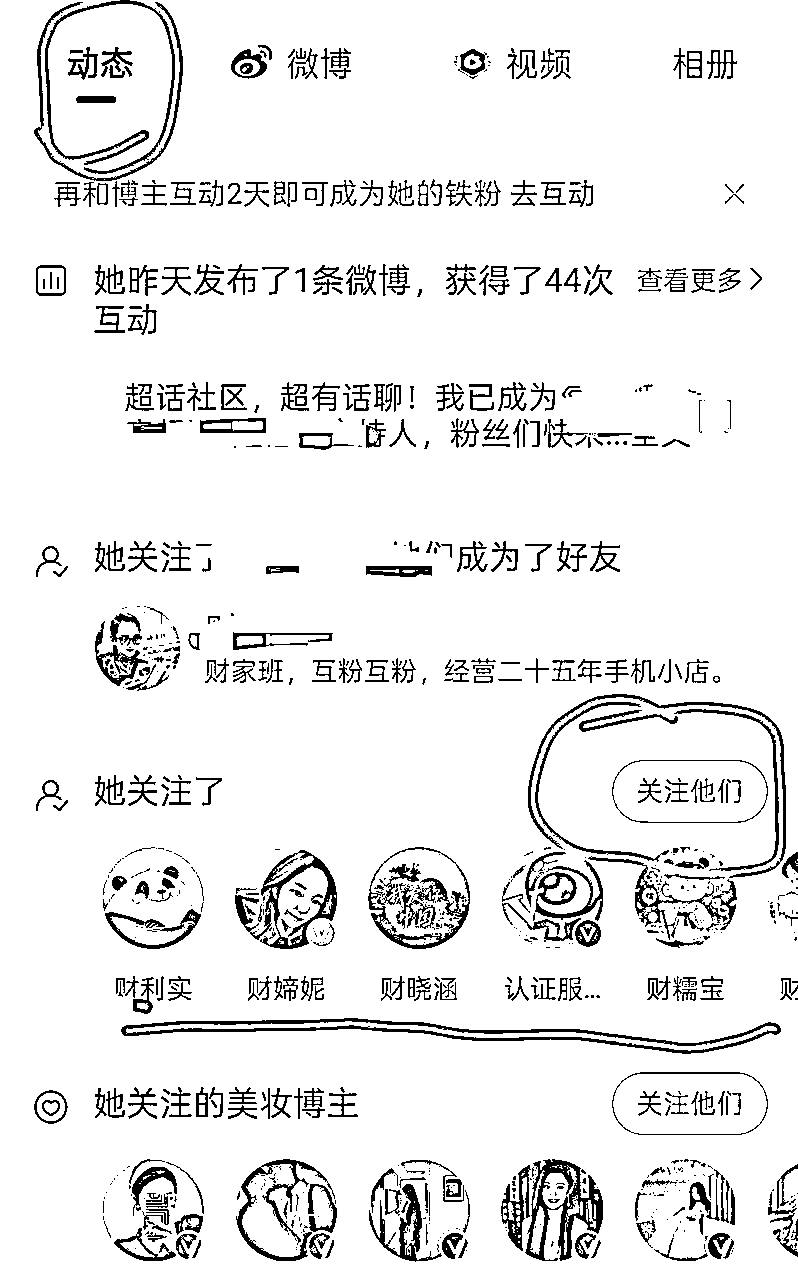 动态 微博 视频 相册
再和博主互动2天即可成为她的铁粉 去互动
她昨天发布了1条微博，获得了44次 查看更多
互动
超话社区，超有话聊！我已成为
人，粉丝们快
她关注了 们成为了好友
财家班，互粉互粉，经营二十五年手机小店。
她关注了 关注他们
财利实 财媂妮 财晓涵 认证服... 财糯宝 财
她关注的美妆博主 关注他们